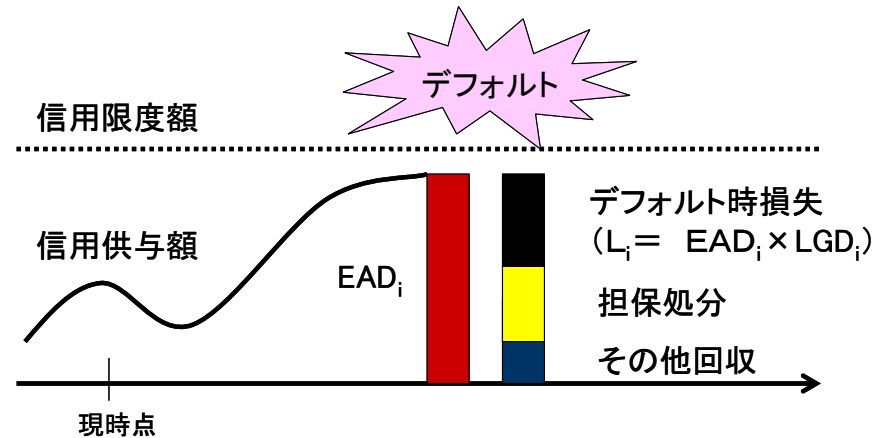 デフォルト
信用限度額
デフォルト時損失
（Lᵢ＝ EADᵢ×LGDᵢ）
信用供与額
EADᵢ
担保処分
その他回収
現時点